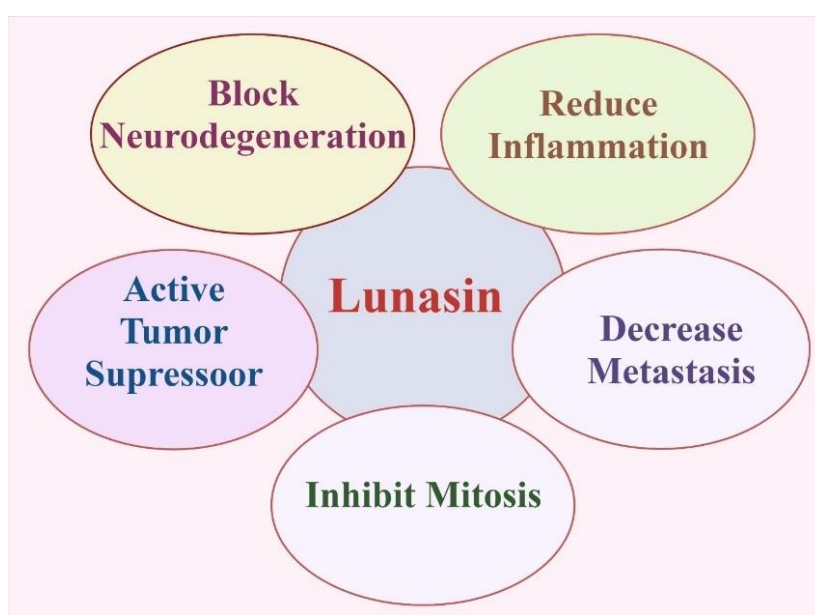 Block
Neurodegeneration
Reduce
Inflammation
Lunasin
Active
Tumor
Supressoor
Decrease
Metastasis
Inhibit Mitosis